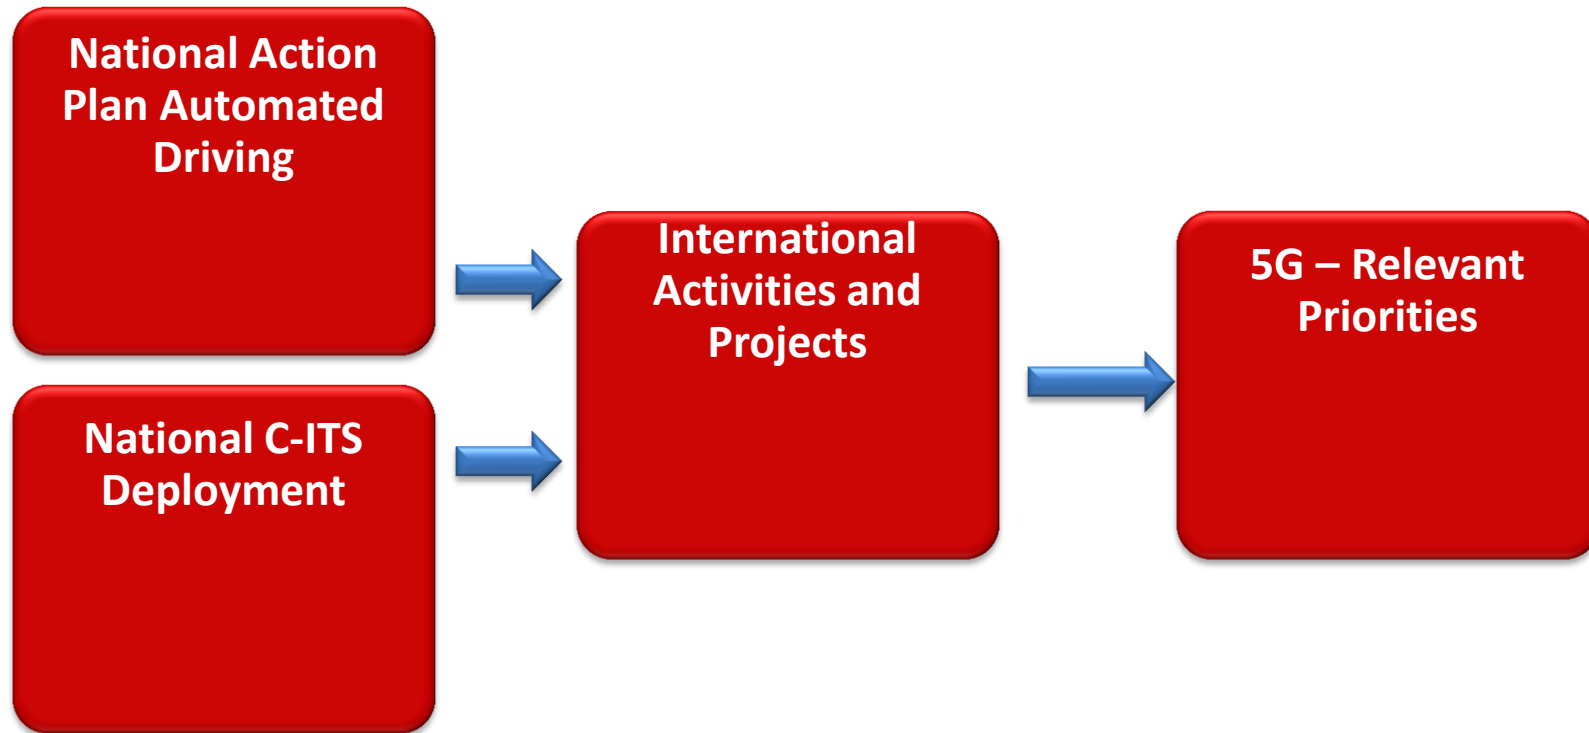 National Action
Plan Automated
Driving
National C-ITS
Deployment
International
Activities and
Projects
5G – Relevant
Priorities